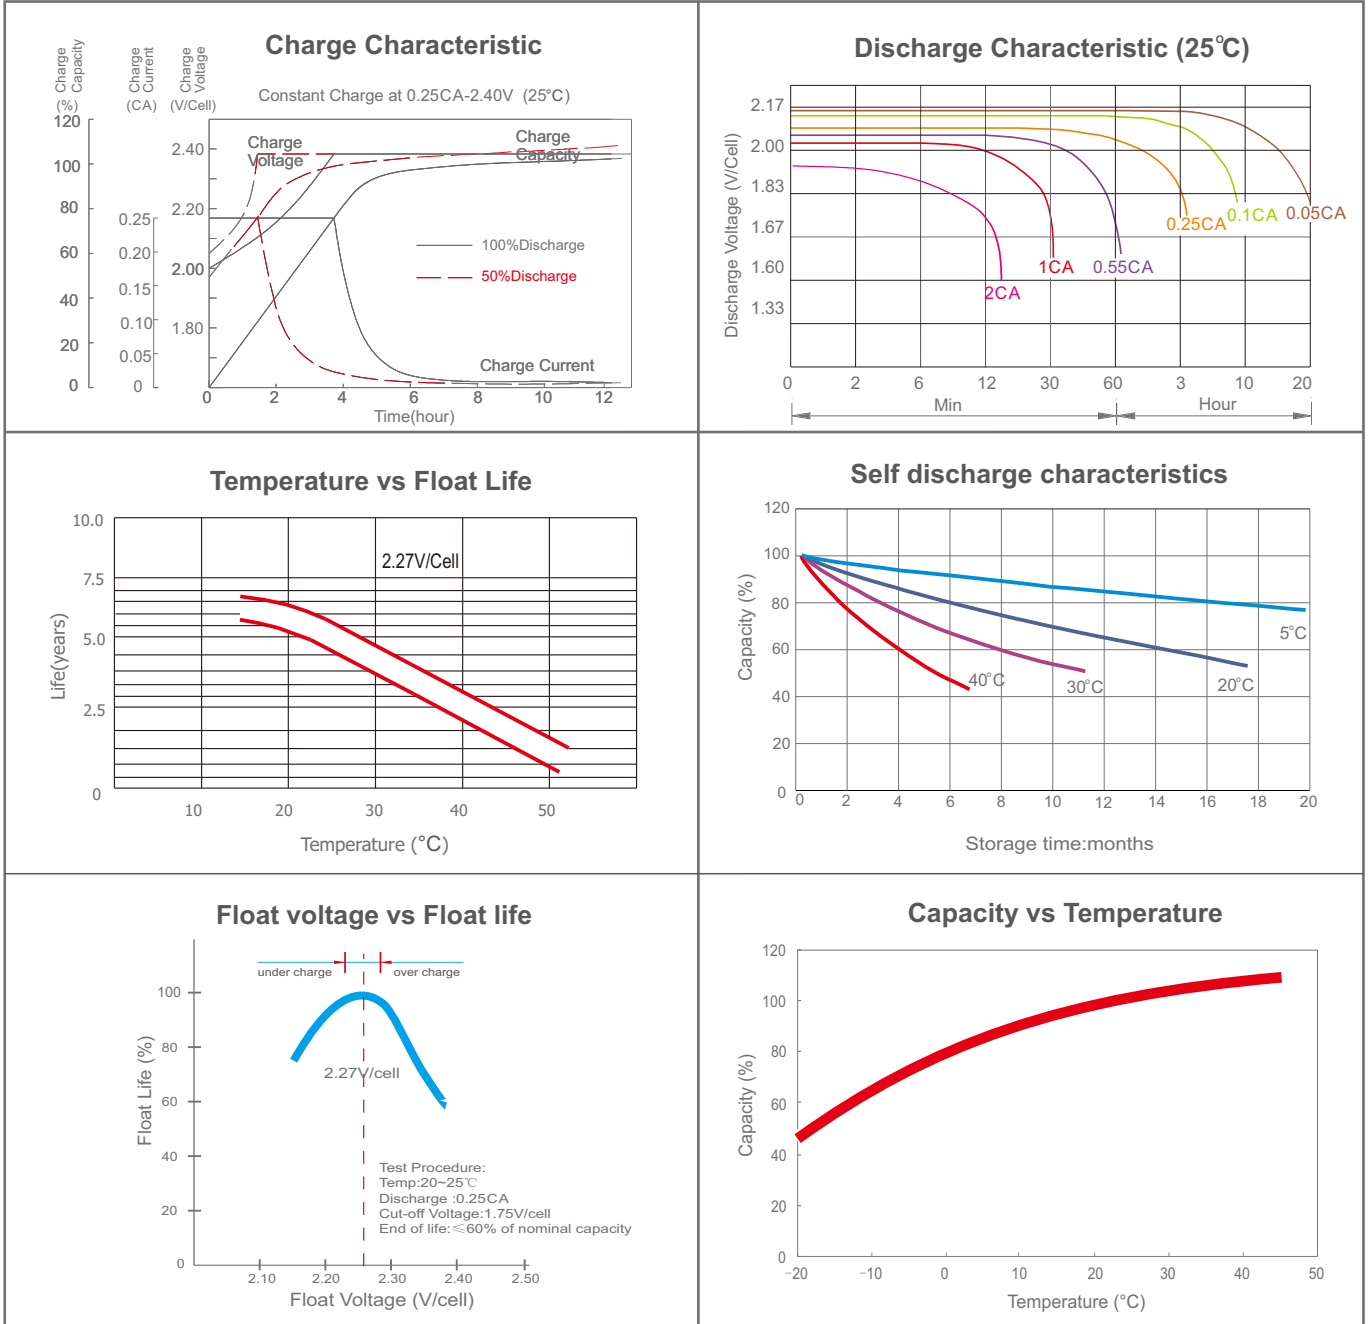 Charge Characteristic
Charge Capacity
Charge Current
Charge Voltage
(%)
(CA)
(V/Cell)
Constant Charge at 0.25CA-2.40V (25°C)
120
100
80
60
40
20
0
0.25
0.20
0.15
0.10
0.05
0
2.40
2.20
2.00
1.80
Charge Voltage
Charge Capacity
100%Discharge
50%Discharge
Charge Current
0 2 4 6 8 10 12
Time(hour)
Discharge Characteristic (25°C)
Discharge Voltage (V/Cell)
2.17
2.00
1.83
1.67
1.60
1.33
2CA
1CA
0.55CA
0.25CA
0.1CA
0.05CA
0 2 6 12 30 60 3 10 20
Min
Hour
Temperature vs Float Life
Life(years)
10.0
7.5
5.0
2.5
0
2.27V/Cell
10 20 30 40 50
Temperature (°C)
Self discharge characteristics
Capacity (%)
120
100
80
60
40
20
0
5°C
20°C
30°C
40°C
0 2 4 6 8 10 12 14 16 18 20
Storage time:months
Float voltage vs Float life
under charge
over charge
Float Life (%)
100
80
60
40
20
0
2.27V/cell
Test Procedure:
Temp:20~25℃
Discharge :0.25CA
Cut-off Voltage:1.75V/cell
End of life:≤60% of nominal capacity
2.10 2.20 2.30 2.40 2.50
Float Voltage (V/cell)
Capacity vs Temperature
Capacity (%)
120
100
80
60
40
20
0
−20 −10 0 10 20 30 40 50
Temperature (°C)